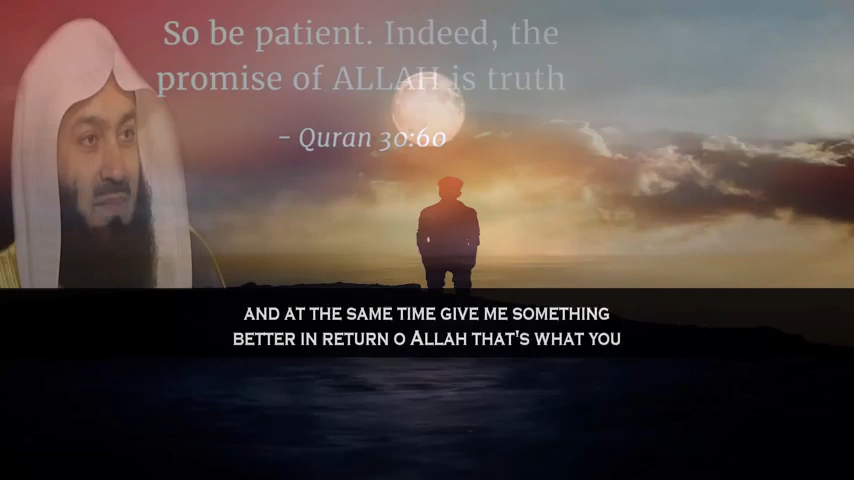 So be patient. Indeed, the
promise of ALLAH is truth
- Quran 30:60
AND AT THE SAME TIME GIVE ME SOMETHING
BETTER IN RETURN O ALLAH THAT'S WHAT YOU